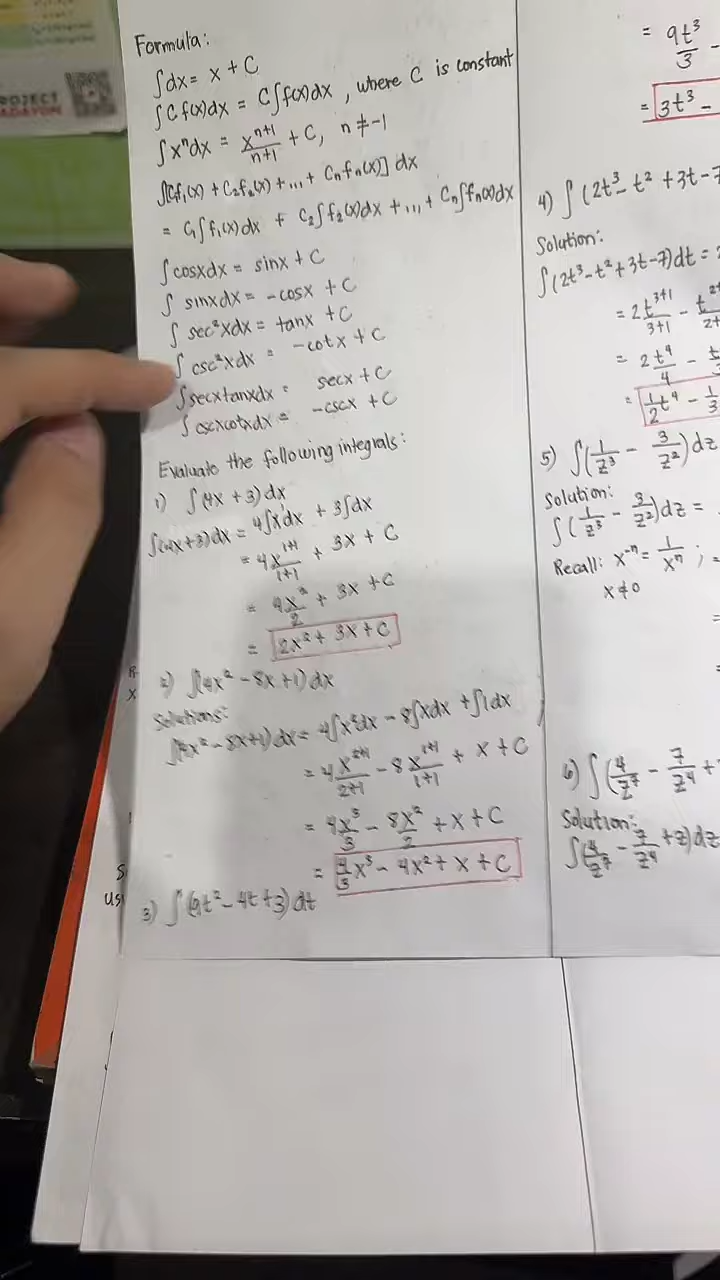 Formula:
∫dx = x + C
∫C f(x)dx = C∫f(x)dx , where C is constant
∫xⁿdx = xⁿ⁺¹/n+1 + C, n ≠ -1
∫[Cf₁(x) + C₂f₂(x) + ... + Cnfn(x)] dx
= C₁∫f₁(x)dx + C₂∫f₂(x)dx + ... + Cn∫fn(x)dx
∫cosxdx = sinx + C
∫ sinxdx = -cosx + C
∫ sec²xdx = tanx + C
∫ csc²xdx = -cotx + C
∫secxtanxdx = secx + C
∫cscxcotxdx = -cscx + C
Evaluate the following integrals:
1) ∫(4x + 3)dx
∫(4x+3)dx = 4∫x¹dx + 3∫dx
= 4x¹⁺¹/1+1 + 3x + C
= 4x²/2 + 3x + C
= 2x² + 3x + C
2) ∫(4x² - 8x + 1)dx
Solutions:
∫(4x² - 8x+1)dx = 4∫x²dx - 8∫xdx + ∫1dx
= 4x²⁺¹/2+1 - 8x¹⁺¹/1+1 + x + C
= 4x³/3 - 8x²/2 + x + C
= 4/3x³ - 4x² + x + C
3) ∫(9t² - 4t + 3)dt
= 9t³/3 -
= 3t³ -
4) ∫(2t³ - t² + 3t - 7
Solution:
∫(2t³ - t² + 3t - 7)dt =
= 2t³⁺¹/3+1 -
= 2t⁴/4 -
= 1/2t⁴ - 1/3
5) ∫(1/z³ - 3/z²)dz
Solution:
∫(1/z³ - 3/z²)dz =
Recall: x⁻ⁿ = 1/xⁿ ; =
x≠0
=
6) ∫(4/z⁷ - 7/z⁴ +
Solution:
∫(4/z⁷ - 7/z⁴ + z)dz
PROJECT